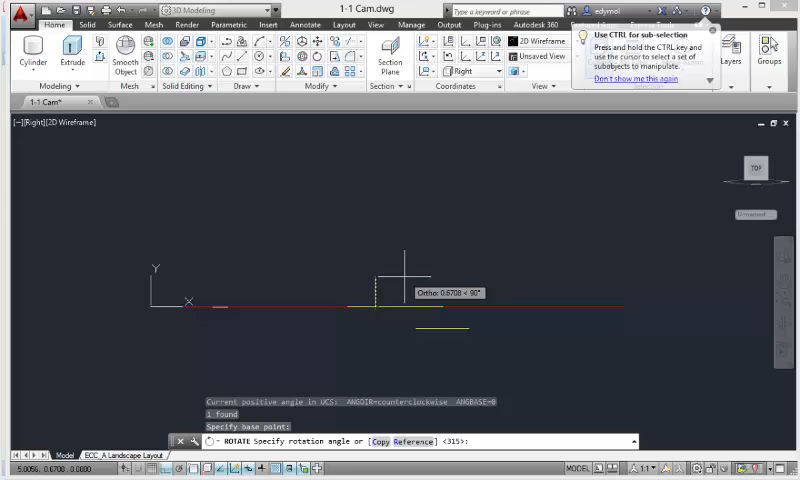 3D Modeling
1-1 Cam.dwg
Type a keyword or phrase
edymol
Home
Solid
Surface
Mesh
Render
Parametric
Insert
Annotate
Layout
View
Manage
Output
Plug-ins
Autodesk 360
Express Tools
Use CTRL for sub-selection
Press and hold the CTRL key and
use the cursor to select a set of
subobjects to manipulate.
Don't show me this again
Cylinder
Extrude
Smooth
Object
Section
Plane
2D Wireframe
Unsaved View
Right
Layers
Groups
Modeling
Mesh
Solid Editing
Draw
Modify
Section
Coordinates
View
Selection
1-1 Cam*
[−][Right][2D Wireframe]
TOP
Unnamed
Y
X
Ortho: 0.6708 < 90°
Current positive angle in UCS: ANGDIR=counterclockwise ANGBASE=0
1 found
Specify base point:
ROTATE Specify rotation angle or [Copy Reference] <315>:
Model
ECC_A Landscape Layout
5.0056, 0.6708, 0.0000
MODEL
1:1